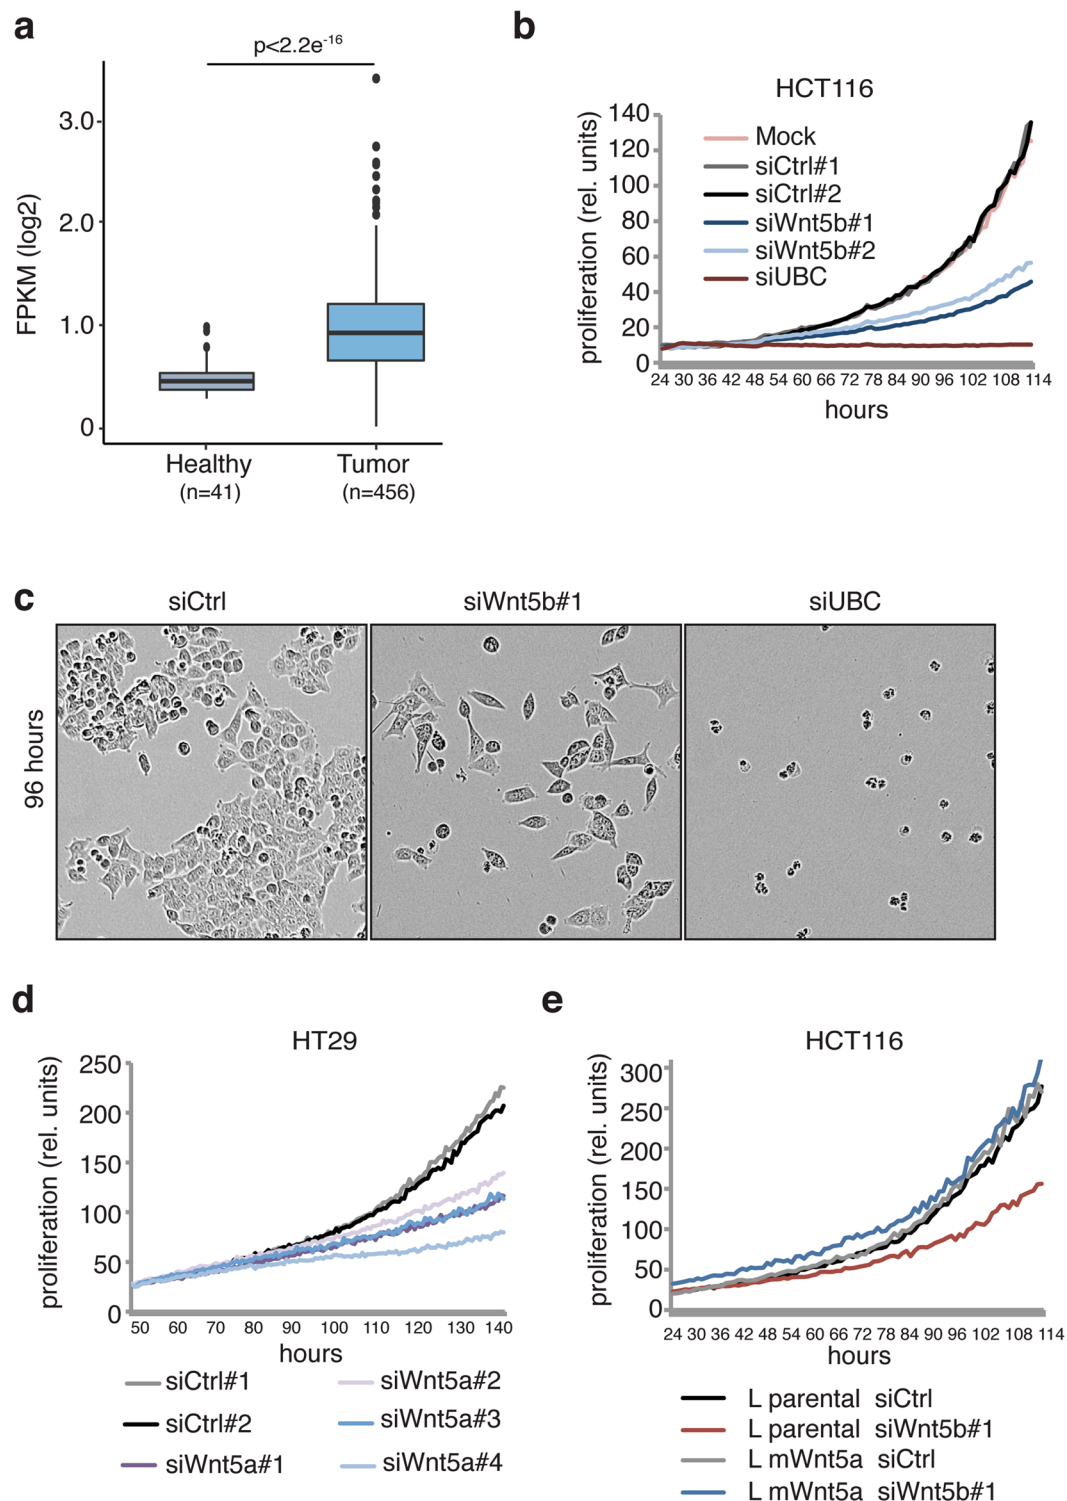 a
p<2.2e-16
FPKM (log2)
3.0
2.0
1.0
0
Healthy
(n=41)
Tumor
(n=456)
b
HCT116
proliferation (rel. units)
140
120
100
80
60
40
20
0
Mock
siCtrl#1
siCtrl#2
siWnt5b#1
siWnt5b#2
siUBC
24 30 36 42 48 54 60 66 72 78 84 90 96 102 108 114
hours
c
siCtrl
siWnt5b#1
siUBC
96 hours
d
HT29
proliferation (rel. units)
250
200
150
100
50
0
50 60 70 80 90 100 110 120 130 140
hours
siCtrl#1
siCtrl#2
siWnt5a#1
siWnt5a#2
siWnt5a#3
siWnt5a#4
e
HCT116
proliferation (rel. units)
300
250
200
150
100
50
0
24 30 36 42 48 54 60 66 72 78 84 90 96 102 108 114
hours
L parental siCtrl
L parental siWnt5b#1
L mWnt5a siCtrl
L mWnt5a siWnt5b#1